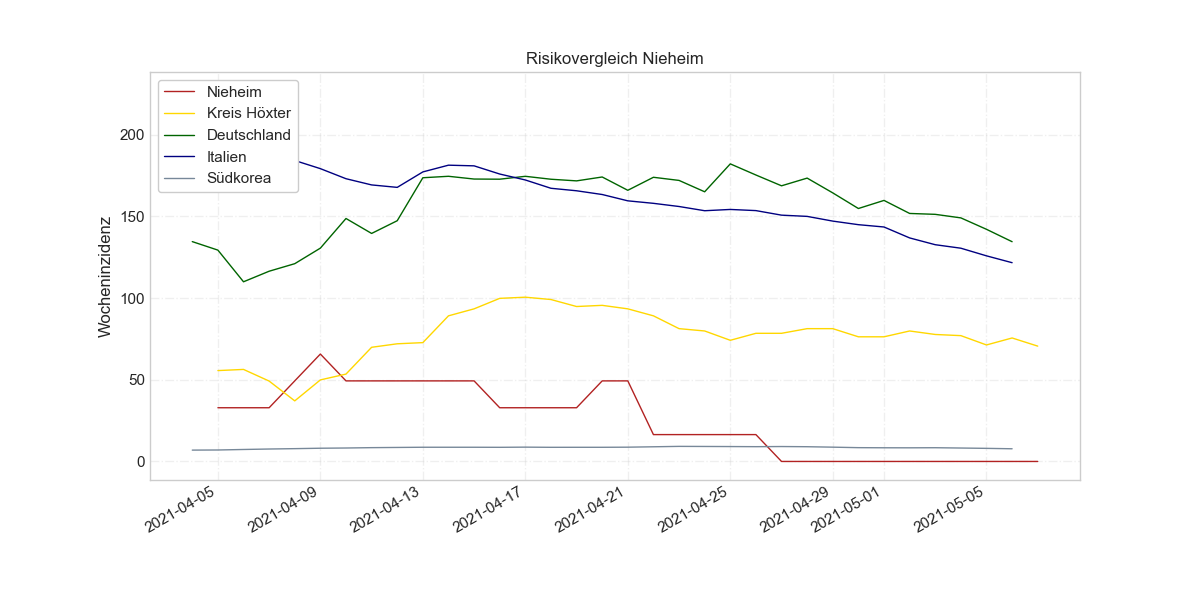 Risikovergleich Nieheim
Nieheim
Kreis Höxter
Deutschland
Italien
Südkorea
Wocheninzidenz
200
150
100
50
0
2021-04-05
2021-04-09
2021-04-13
2021-04-17
2021-04-21
2021-04-25
2021-04-29
2021-05-01
2021-05-05